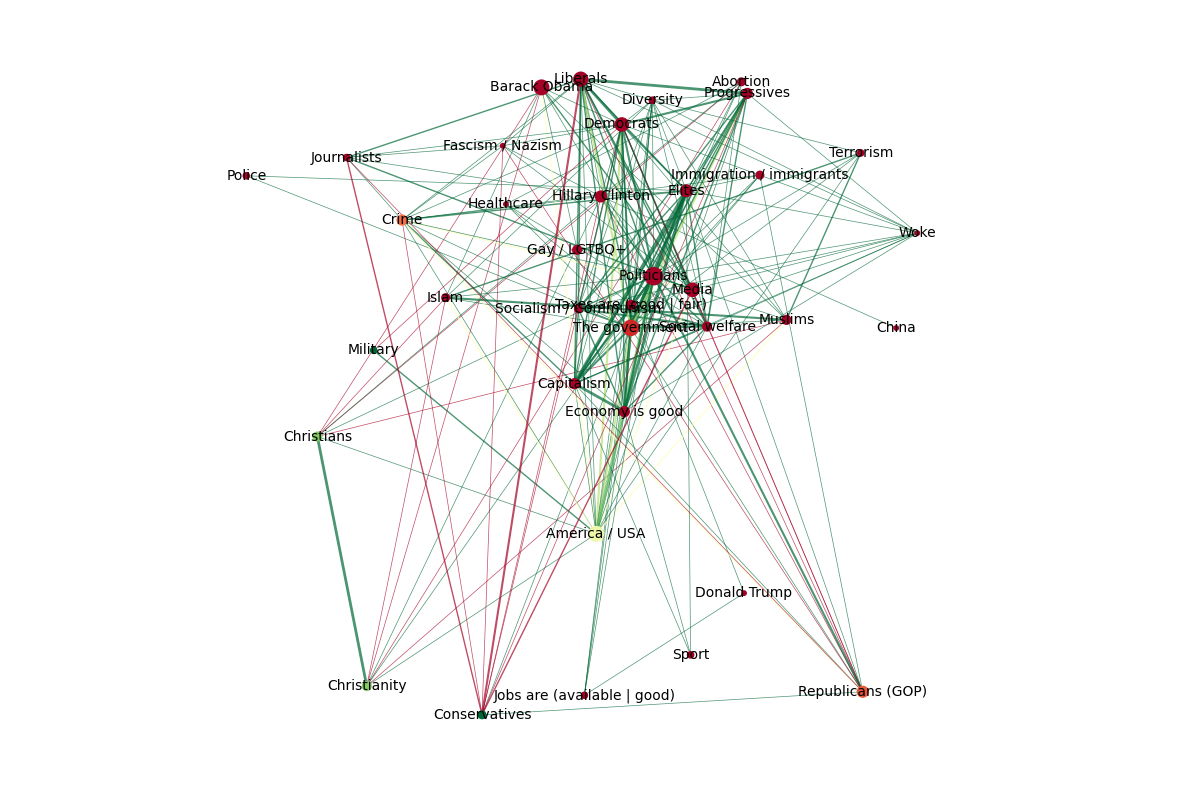 Liberals
Abortion
Barack Obama
Progressives
Diversity
Democrats
Fascism / Nazism
Terrorism
Journalists
Police
Immigration / immigrants
Elites
Hillary Clinton
Healthcare
Crime
Woke
Gay / LGTBQ+
Politicians
Media
Islam
Taxes are (good | fair)
Socialism / Communism
Muslims
The government
Social welfare
China
Military
Capitalism
Economy is good
Christians
America / USA
Donald Trump
Sport
Christianity
Republicans (GOP)
Jobs are (available | good)
Conservatives